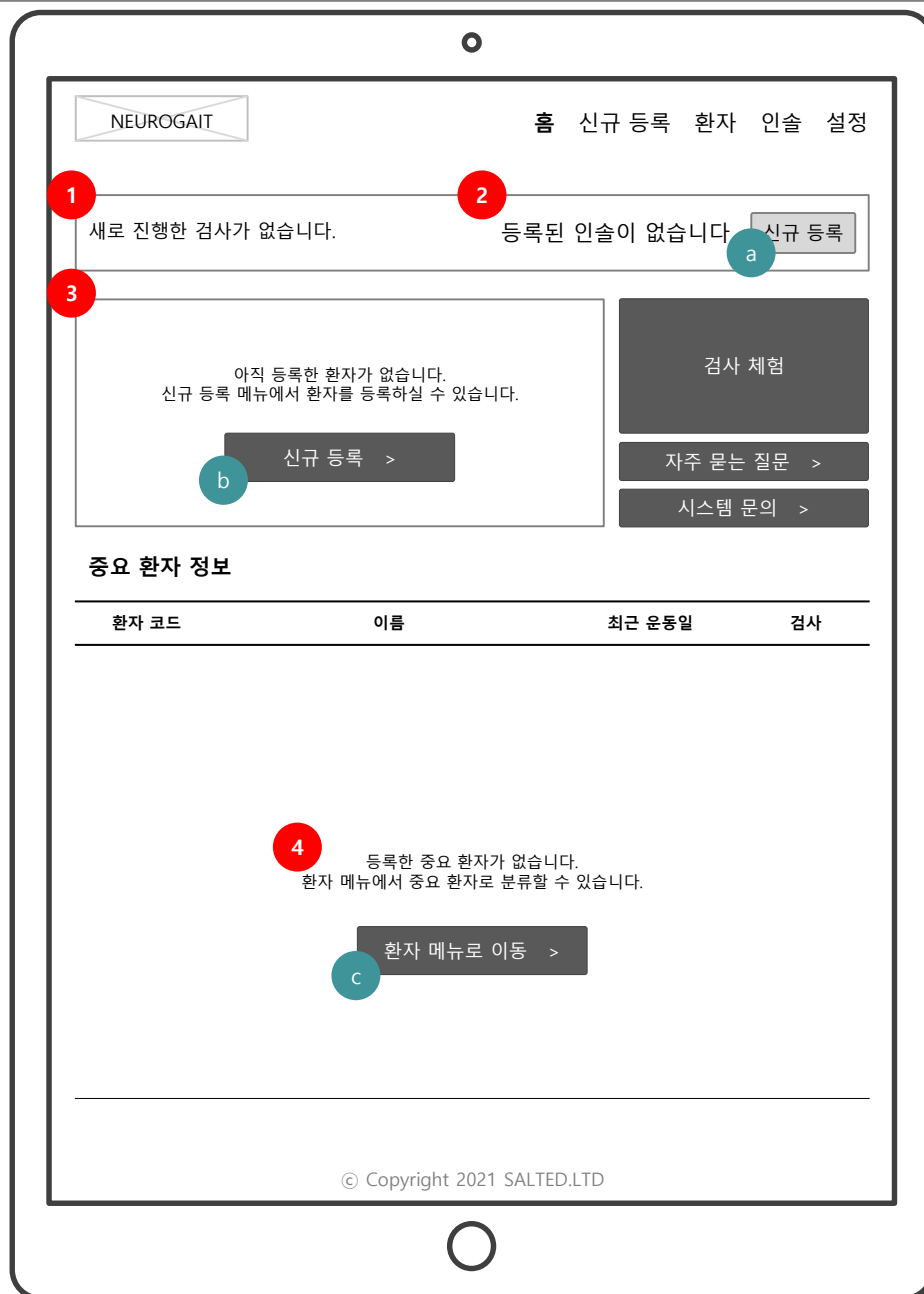 NEUROGAIT
홈 신규 등록 환자 인솔 설정
1
2
새로 진행한 검사가 없습니다.
등록된 인솔이 없습니다
신규 등록
a
3
아직 등록한 환자가 없습니다.
신규 등록 메뉴에서 환자를 등록하실 수 있습니다.
신규 등록 >
b
검사 체험
자주 묻는 질문 >
시스템 문의 >
중요 환자 정보
환자 코드 이름 최근 운동일 검사
4
등록한 중요 환자가 없습니다.
환자 메뉴에서 중요 환자로 분류할 수 있습니다.
환자 메뉴로 이동 >
c
ⓒ Copyright 2021 SALTED.LTD